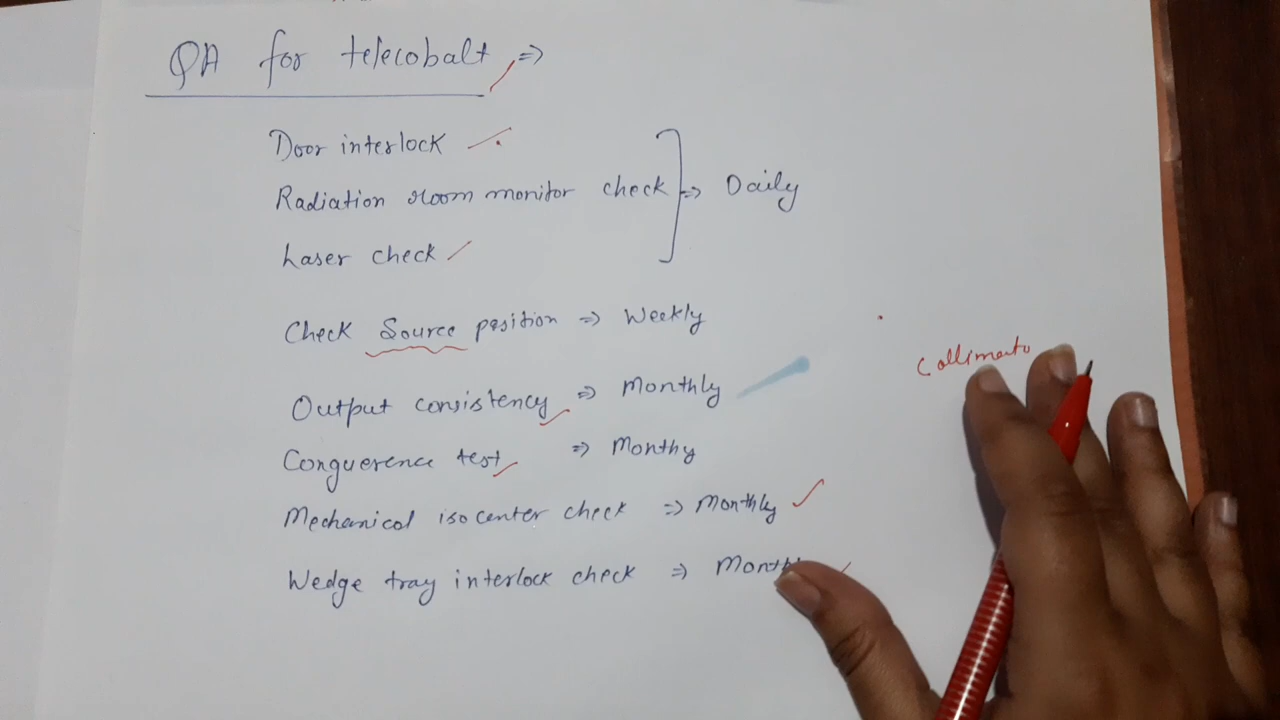 QA for telecobalt, ⇒
Door interlock
Radiation room monitor check ⇒ Daily
Laser check
Check Source position ⇒ Weekly
Output consistency ⇒ Monthly
Conguerence test ⇒ Monthy
Mechanical isocenter check ⇒ Monthly
Wedge tray interlock check ⇒